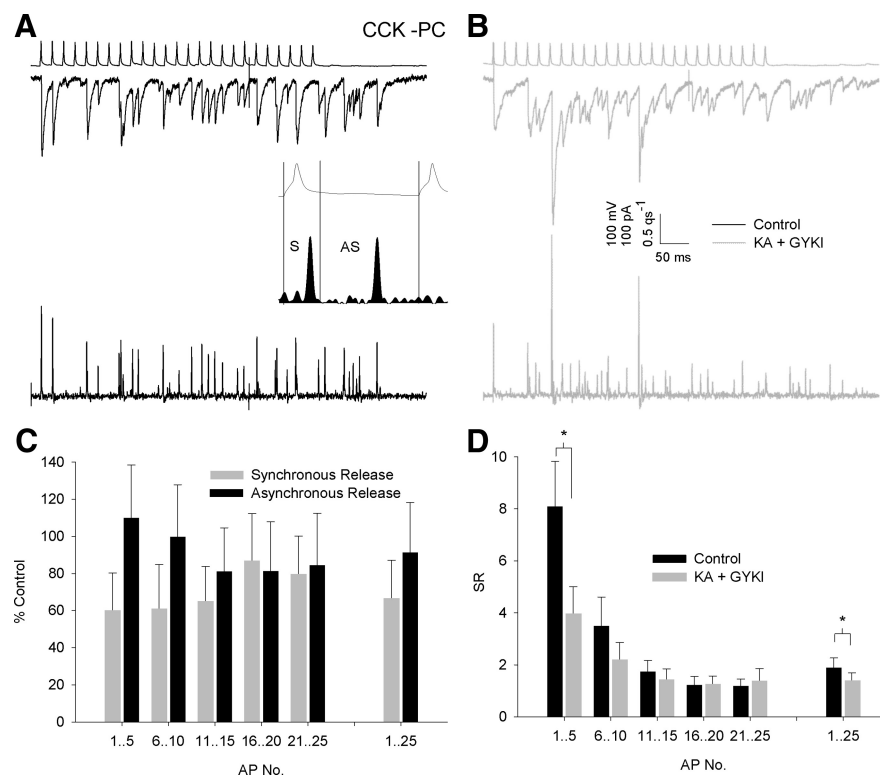 A
CCK -PC
B
S
AS
100 mV
100 pA
0.5 qs-1
50 ms
Control
KA + GYKI
C
140
120
100
80
60
40
20
0
% Control
Synchronous Release
Asynchronous Release
1..5
6..10
11..15
16..20
21..25
1..25
AP No.
D
10
8
6
4
2
0
SR
*
Control
KA + GYKI
*
1..5
6..10
11..15
16..20
21..25
1..25
AP No.